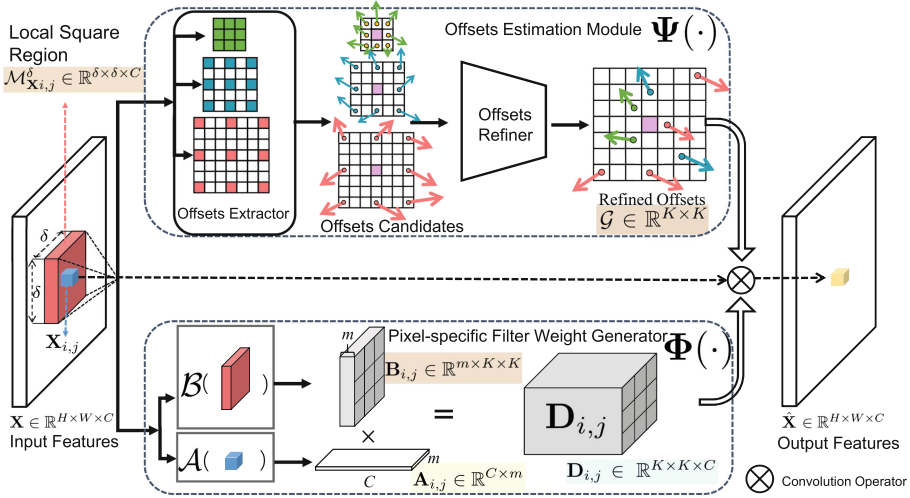 Local Square
Region
$\mathcal{M}^{\delta}_{\mathbf{X}_{i,j}} \in \mathbb{R}^{\delta \times \delta \times C}$
Offsets Estimation Module $\mathbf{\Psi}(\cdot)$
Offsets Extractor
Offsets Candidates
Offsets
Refiner
Refined Offsets
$\mathcal{G} \in \mathbb{R}^{K \times K}$
δ
δ
$\mathbf{X}_{i,j}$
$\mathbf{X} \in \mathbb{R}^{H \times W \times C}$
Input Features
Pixel-specific Filter Weight Generator $\mathbf{\Phi}(\cdot)$
$\mathcal{B}(\ )$
m
$\mathbf{B}_{i,j} \in \mathbb{R}^{m \times K \times K}$
×
=
$\mathbf{D}_{i,j}$
$\mathcal{A}(\ )$
C
m
$\mathbf{A}_{i,j} \in \mathbb{R}^{C \times m}$
$\mathbf{D}_{i,j} \in \mathbb{R}^{K \times K \times C}$
$\hat{\mathbf{X}} \in \mathbb{R}^{H \times W \times C}$
Output Features
⊗ Convolution Operator